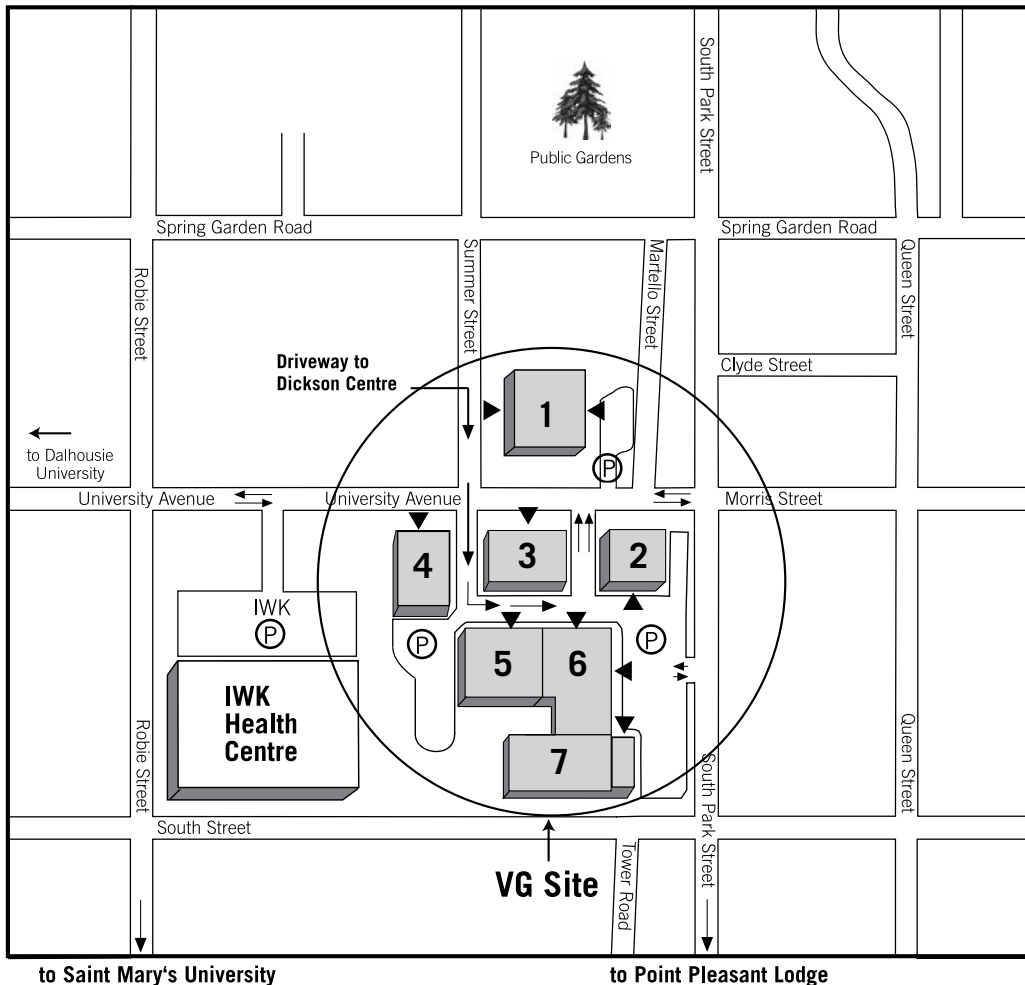 South Park Street
Public Gardens
Spring Garden Road
Spring Garden Road
Robie Street
Summer Street
Martello Street
Queen Street
Driveway to
Dickson Centre
Clyde Street
1
to Dalhousie
University
P
University Avenue
University Avenue
Morris Street
4
3
2
IWK
P
P
P
5
6
IWK
Health
Centre
7
Robie Street
South Park Street
Queen Street
South Street
Tower Road
VG Site
to Saint Mary's University
to Point Pleasant Lodge